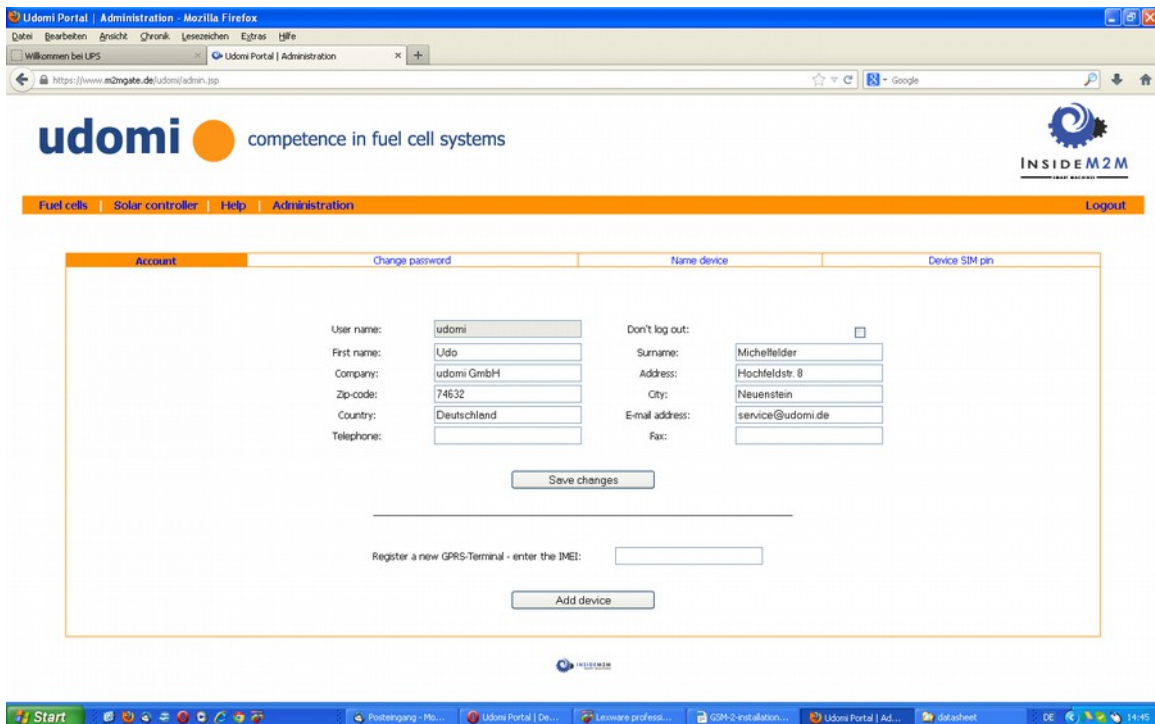 Udomi Portal | Administration - Mozilla Firefox
Datei Bearbeiten Ansicht Chronik Lesezeichen Extras Hilfe
Willkommen bei UPS Udomi Portal | Administration
https://www.m2mgate.de/udomi/admin.jsp Google
udomi competence in fuel cell systems
INSIDEM2M
SMART MACHINES
Fuel cells | Solar controller | Help | Administration Logout
Account Change password Name device Device SIM pin
User name: udomi Don't log out:
First name: Udo Surname: Michelfelder
Company: udomi GmbH Address: Hochfeldstr. 8
Zip-code: 74632 City: Neuenstein
Country: Deutschland E-mail address: service@udomi.de
Telephone: Fax:
Save changes
Register a new GPRS-Terminal - enter the IMEI:
Add device
INSIDEM2M
Start Posteingang - Mo... Udomi Portal | De... Lexware professi... GSM-2-installation... Udomi Portal | Ad... datasheet DE 14:45